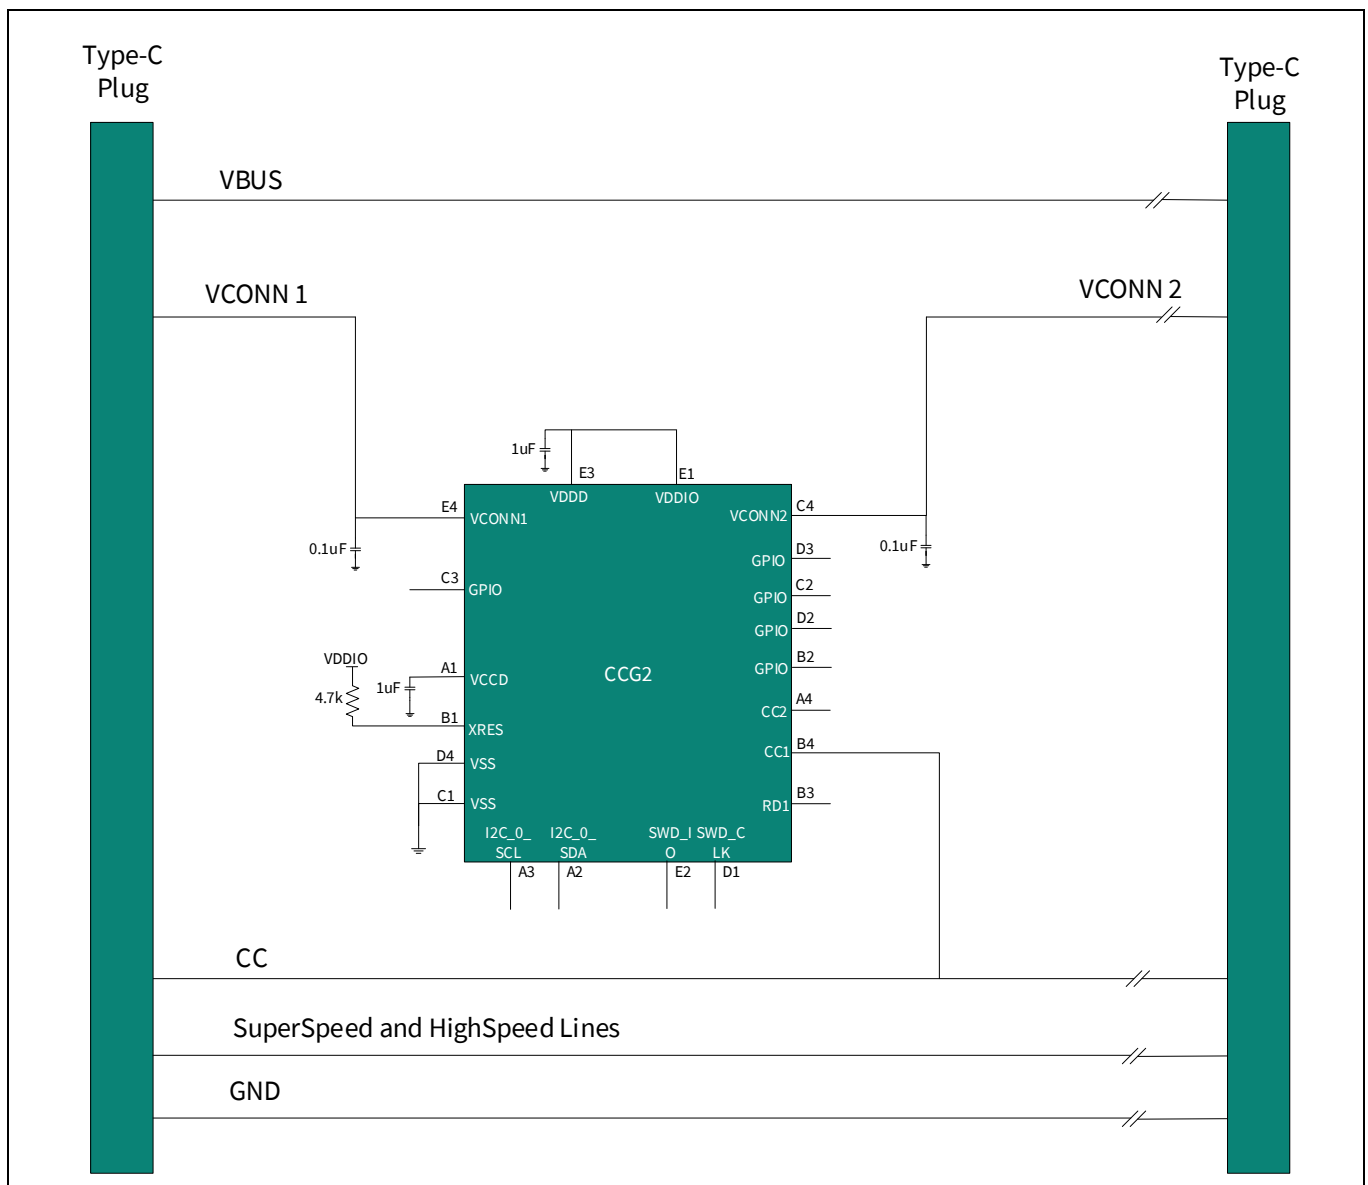 Type-C
Plug
Type-C
Plug
VBUS
VCONN 1
VCONN 2
1uF
E3
E1
VDDD
VDDIO
E4
VCONN1
C4
VCONN2
0.1uF
0.1uF
D3
GPIO
C3
GPIO
C2
GPIO
D2
GPIO
B2
GPIO
VDDIO
4.7k
1uF
A1
VCCD
CCG2
A4
CC2
B1
XRES
B4
CC1
D4
VSS
C1
VSS
B3
RD1
I2C_0_
SCL
I2C_0_
SDA
SWD_I
O
SWD_C
LK
A3
A2
E2
D1
CC
SuperSpeed and HighSpeed Lines
GND